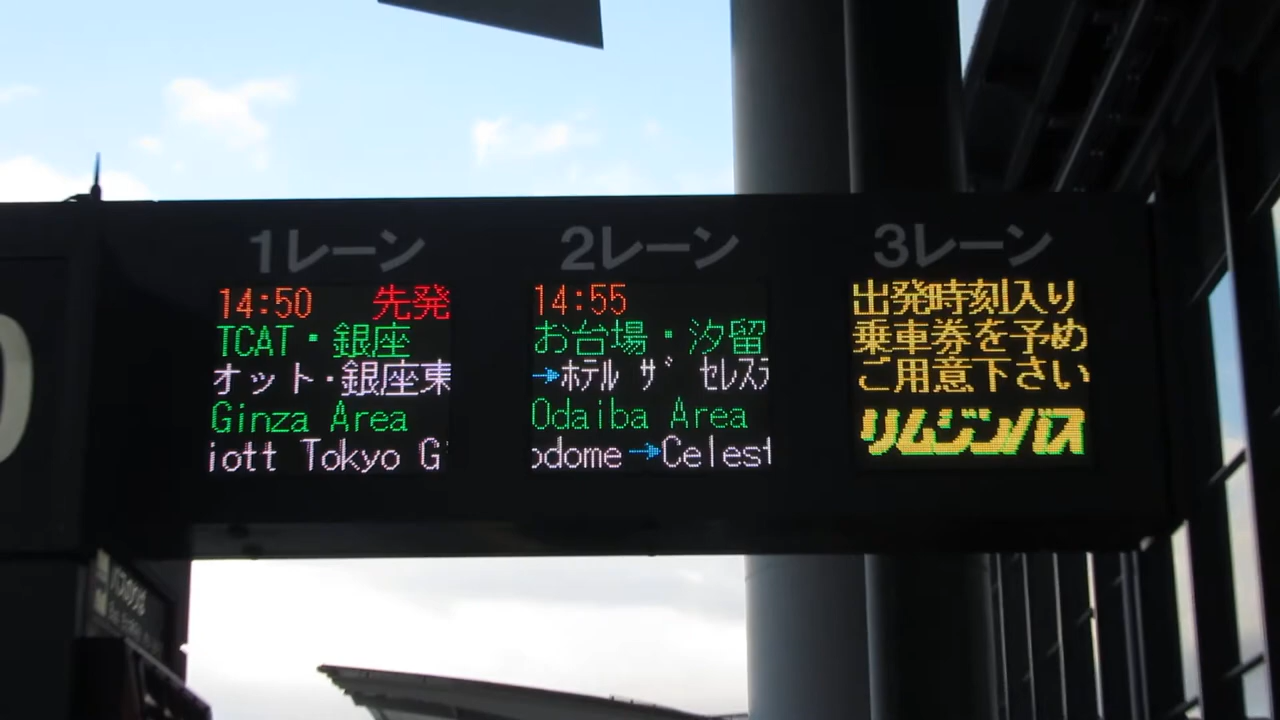 1レーン
14:50 先発
TCAT・銀座
オット・銀座東
Ginza Area
iott Tokyo G
2レーン
14:55
お台場・汐留
→ホテル ザ セレステ
Odaiba Area
odome→Celest
3レーン
出発時刻入り
乗車券を予め
ご用意下さい
リムジンバス